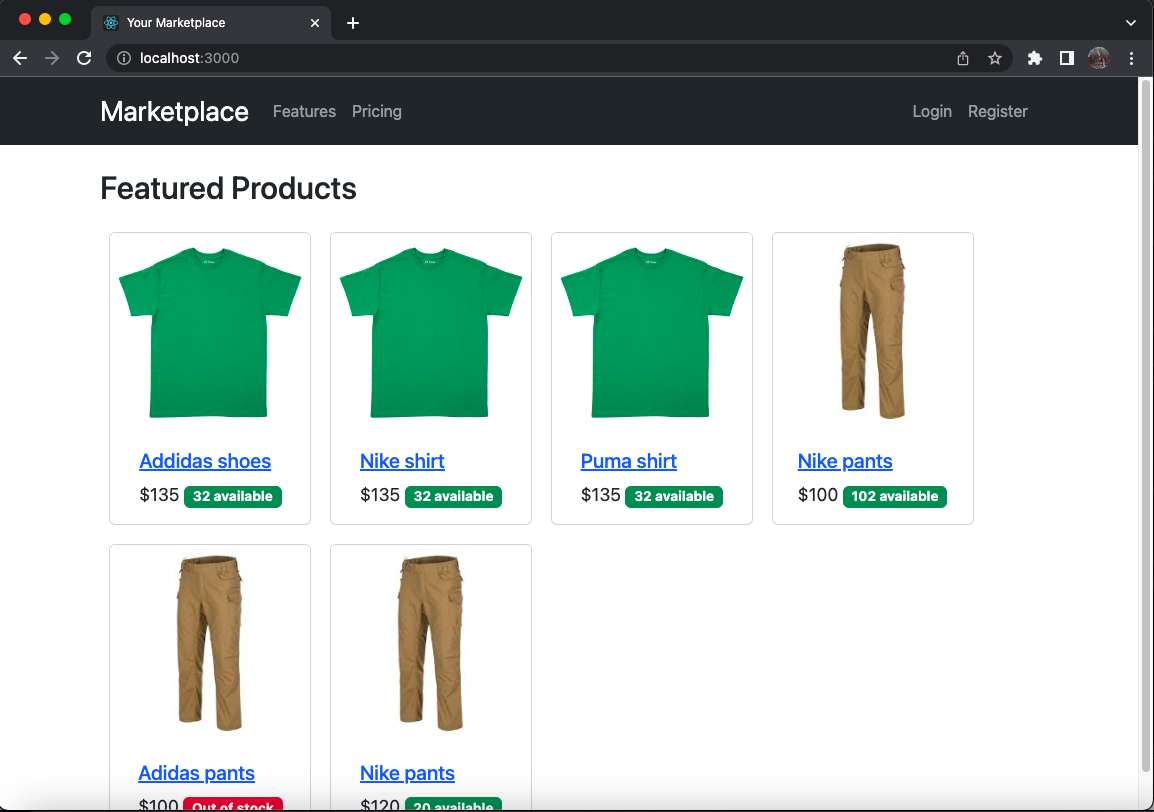 Your Marketplace
localhost:3000
Marketplace Features Pricing Login Register
Featured Products
Addidas shoes
$135 32 available
Nike shirt
$135 32 available
Puma shirt
$135 32 available
Nike pants
$100 102 available
Adidas pants
$100 Out of stock
Nike pants
$120 20 available